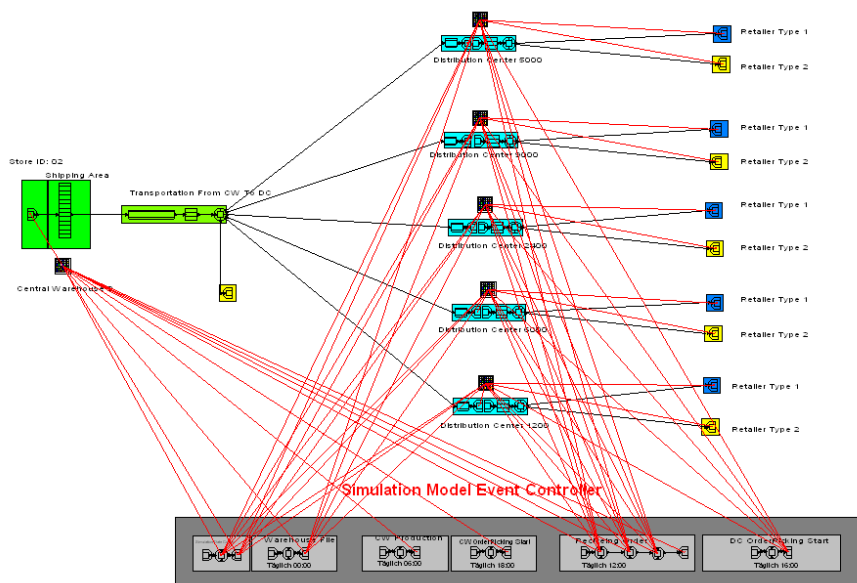 Retailer Type 1
Distribution Center 5000
Retailer Type 2
Retailer Type 1
Distribution Center
Retailer Type 2
Store ID: 02
Shipping Area
Transportation From CW To DC
Retailer Type 1
Distribution Center
Retailer Type 2
Central Warehouse
Retailer Type 1
Distribution Center
Retailer Type 2
Retailer Type 1
Distribution Center 1200
Retailer Type 2
Simulation Model Event Controller
Warehouse File
CW Production
CW OrderPicking Start
Receiving Order
DC OrderPicking Start
Täglich 00:00
Täglich 06:00
Täglich 18:00
Täglich 12:00
Täglich 16:00